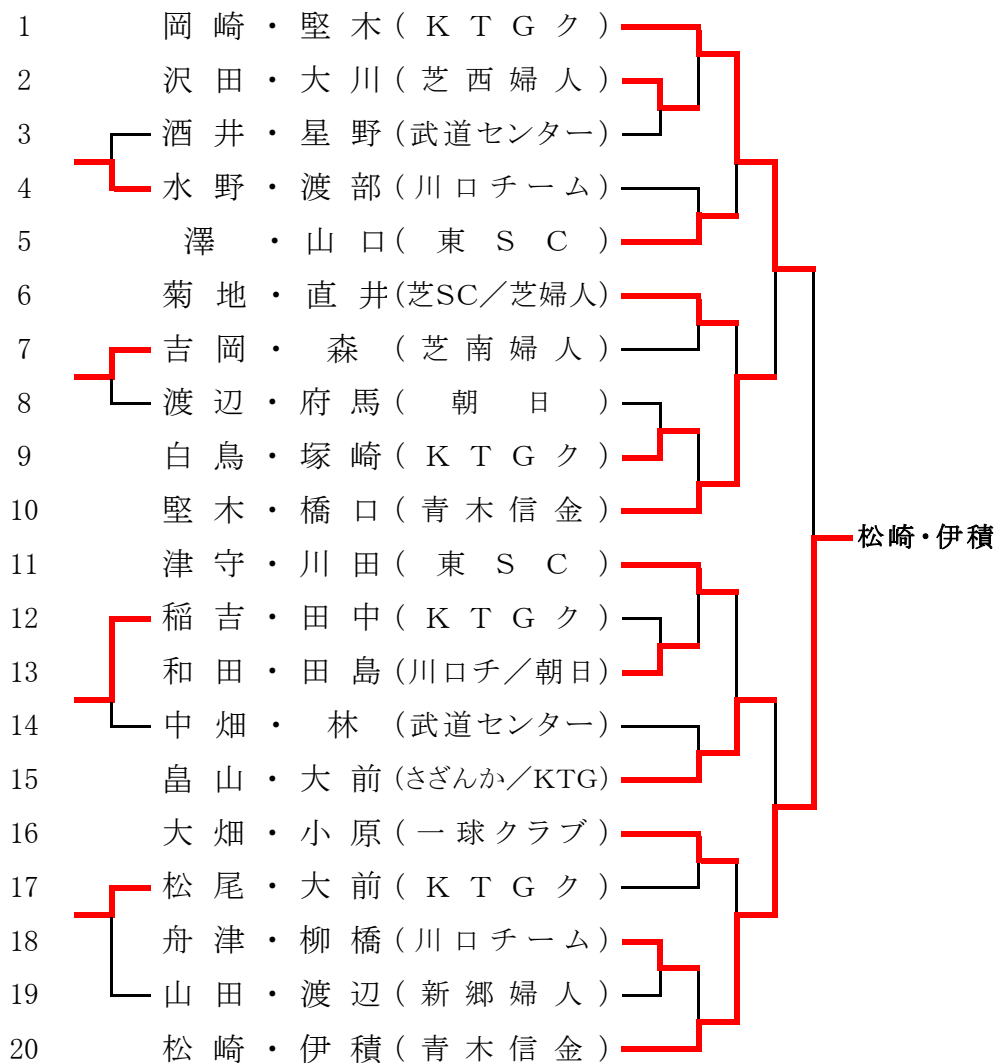 1 岡崎・堅木(KTGク)
2 沢田・大川(芝西婦人)
3 酒井・星野(武道センター)
4 水野・渡部(川口チーム)
5 澤・山口(東SC)
6 菊地・直井(芝SC／芝婦人)
7 吉岡・森(芝南婦人)
8 渡辺・府馬(朝日)
9 白鳥・塚崎(KTGク)
10 堅木・橋口(青木信金)
松崎・伊積
11 津守・川田(東SC)
12 稲吉・田中(KTGク)
13 和田・田島(川口チ／朝日)
14 中畑・林(武道センター)
15 畠山・大前(さざんか／KTG)
16 大畑・小原(一球クラブ)
17 松尾・大前(KTGク)
18 舟津・柳橋(川口チーム)
19 山田・渡辺(新郷婦人)
20 松崎・伊積(青木信金)